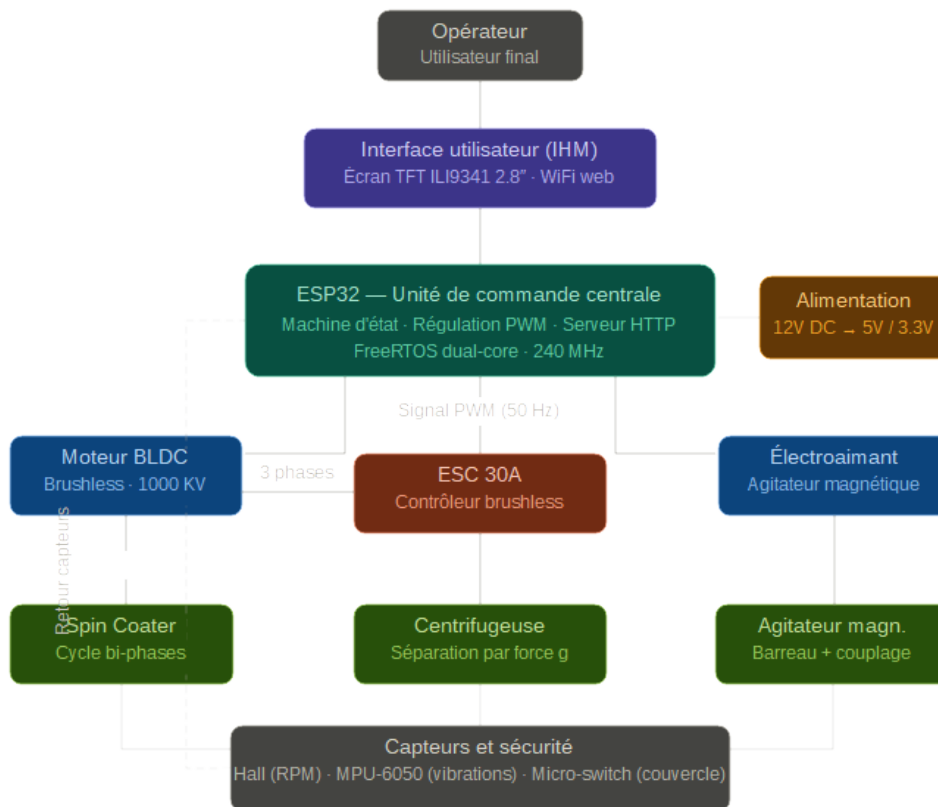 Opérateur
Utilisateur final
Interface utilisateur (IHM)
Écran TFT ILI9341 2.8″ · WiFi web
ESP32 — Unité de commande centrale
Machine d'état · Régulation PWM · Serveur HTTP
FreeRTOS dual-core · 240 MHz
Alimentation
12V DC → 5V / 3.3V
Signal PWM (50 Hz)
Moteur BLDC
Brushless · 1000 KV
3 phases
ESC 30A
Contrôleur brushless
Électroaimant
Agitateur magnétique
Retour capteurs
Spin Coater
Cycle bi-phases
Centrifugeuse
Séparation par force g
Agitateur magn.
Barreau + couplage
Capteurs et sécurité
Hall (RPM) · MPU-6050 (vibrations) · Micro-switch (couvercle)